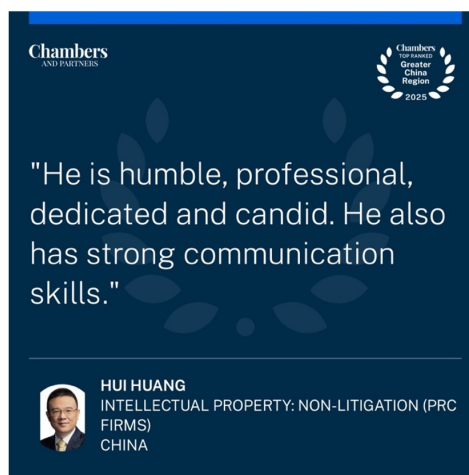 Chambers
AND PARTNERS
Chambers
TOP RANKED
Greater
China
Region
2025
"He is humble, professional,
dedicated and candid. He also
has strong communication
skills."
HUI HUANG
INTELLECTUAL PROPERTY: NON-LITIGATION (PRC
FIRMS)
CHINA